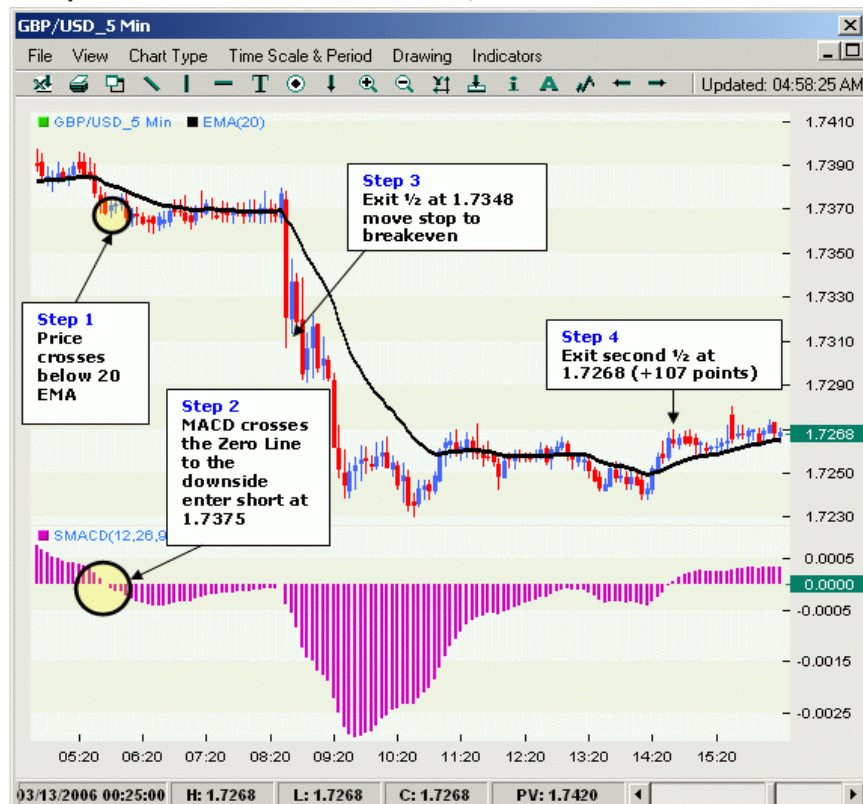 GBP/USD_5 Min
File View Chart Type Time Scale & Period Drawing Indicators
T i A Updated: 04:58:25 AM
GBP/USD_5 Min EMA(20)
1.7410
1.7390
1.7370
1.7350
1.7330
1.7310
1.7290
1.7268
1.7250
1.7230
Step 3
Exit ½ at 1.7348
move stop to
breakeven
Step 1
Price
crosses
below 20
EMA
Step 4
Exit second ½ at
1.7268 (+107 points)
Step 2
MACD crosses
the Zero Line
to the
downside
enter short at
1.7375
SMACD(12,26,9
0.0005
0.0000
-0.0005
-0.0015
-0.0025
05:20 06:20 07:20 08:20 09:20 10:20 11:20 12:20 13:20 14:20 15:20
03/13/2006 00:25:00 H: 1.7268 L: 1.7268 C: 1.7268 PV: 1.7420